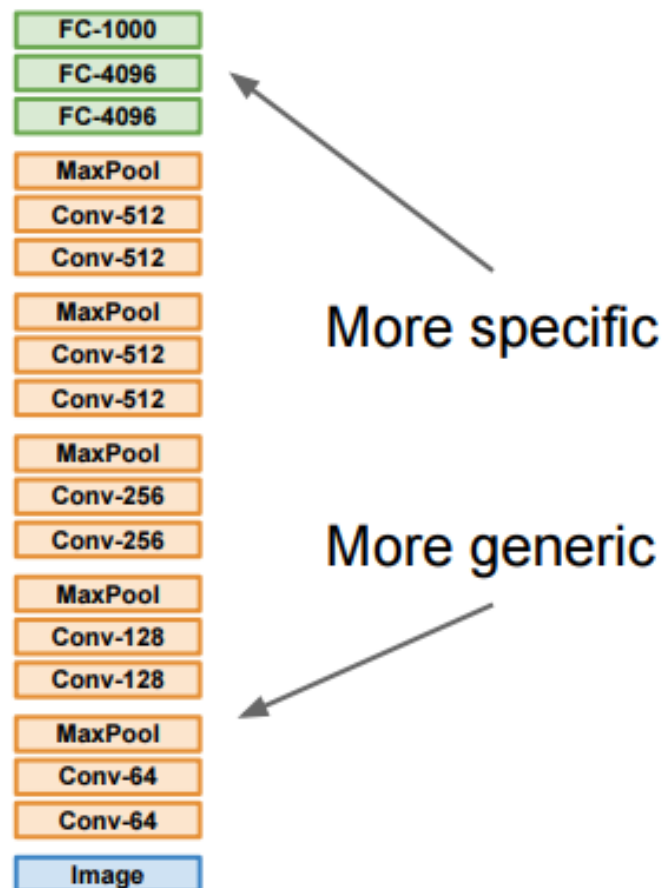 FC-1000
FC-4096
FC-4096
MaxPool
Conv-512
Conv-512
MaxPool
Conv-512
Conv-512
MaxPool
Conv-256
Conv-256
MaxPool
Conv-128
Conv-128
MaxPool
Conv-64
Conv-64
Image
More specific
More generic